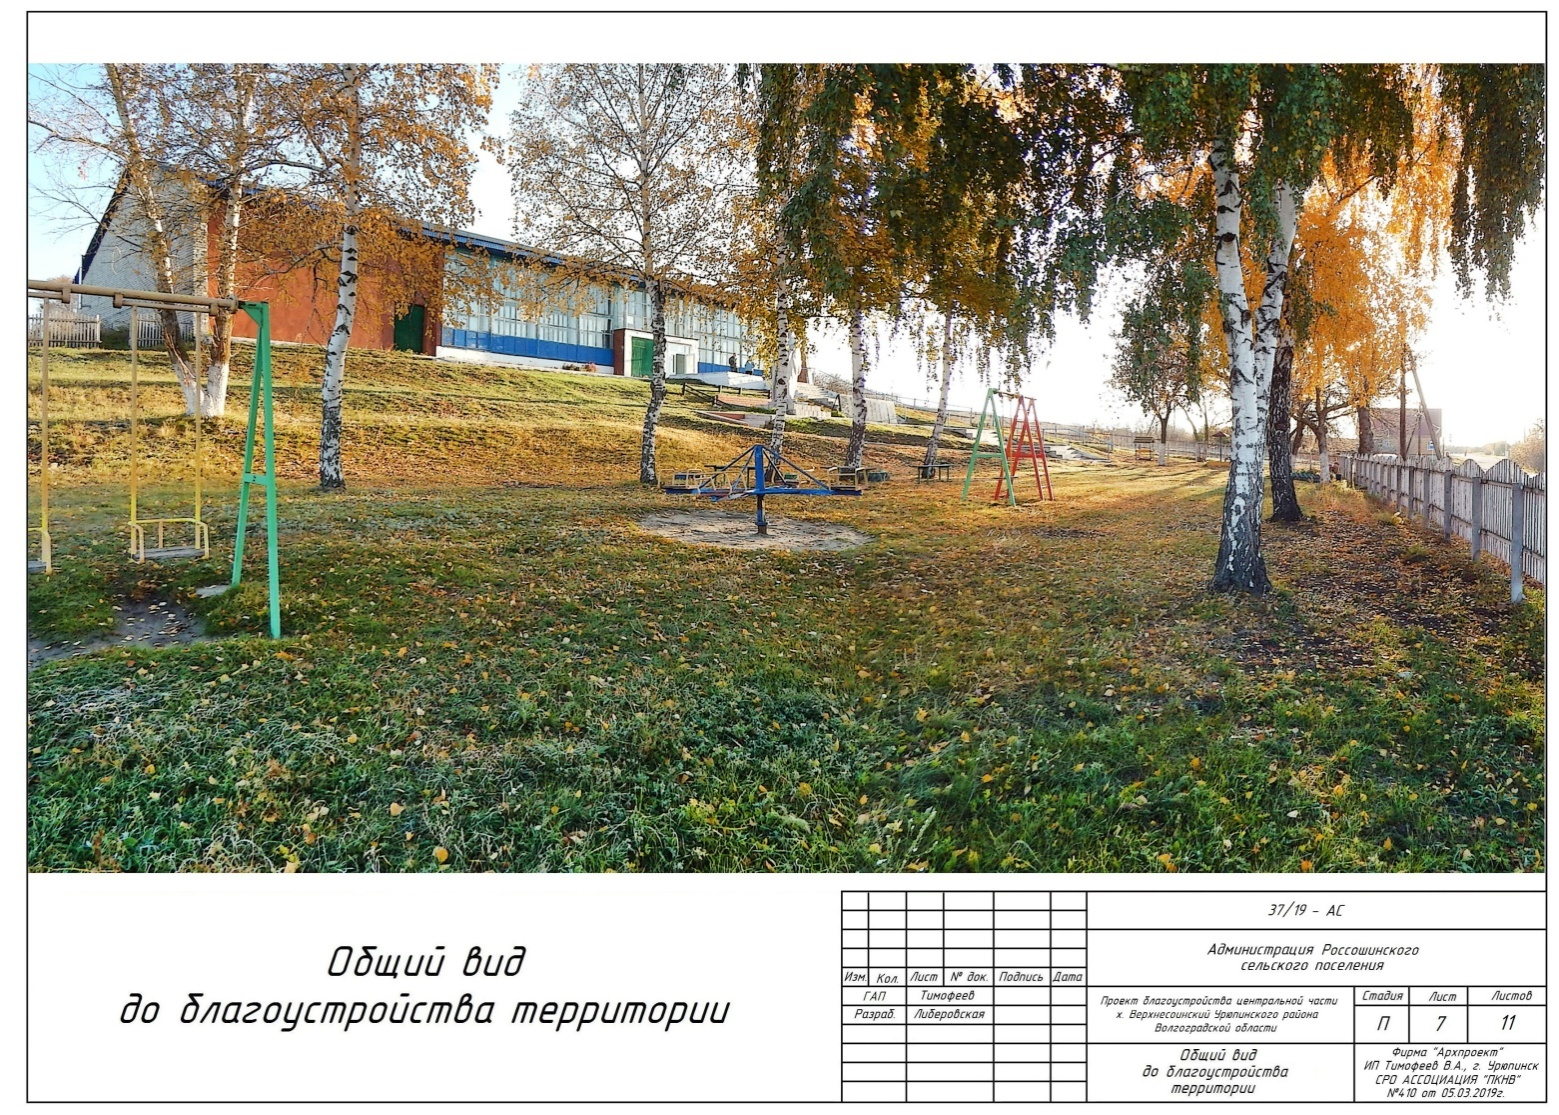 Общий вид
до благоустройства территории
37/19 - АС
Администрация Россошинского
сельского поселения
Изм. Кол. Лист № док. Подпись Дата
ГАП Тимофеев
Разраб. Либеровская
Проект благоустройства центральной части
х. Верхнесоинский Урюпинского района
Волгоградской области
Стадия Лист Листов
П 7 11
Общий вид
до благоустройства
территории
Фирма "Архпроект"
ИП Тимофеев В.А., г. Урюпинск
СРО АССОЦИАЦИЯ "ПКНВ"
№410 от 05.03.2019г.